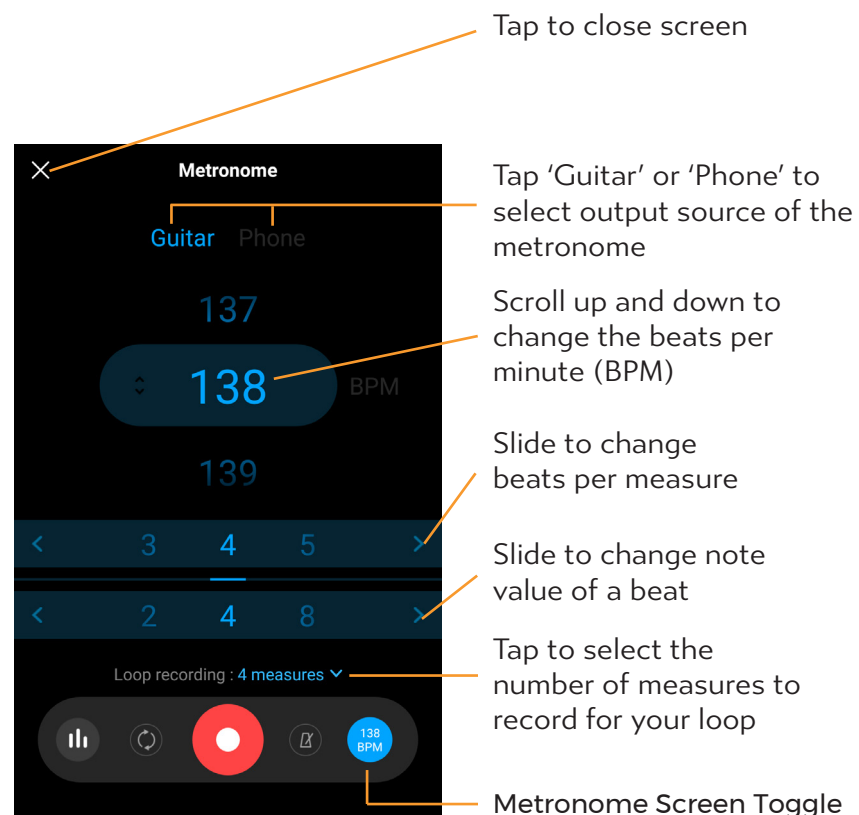 Tap to close screen
Metronome
Tap ‘Guitar’ or ‘Phone’ to
select output source of the
metronome
Guitar Phone
Scroll up and down to
change the beats per
minute (BPM)
137
138 BPM
139
Slide to change
beats per measure
3 4 5
Slide to change note
value of a beat
2 4 8
Tap to select the
number of measures to
record for your loop
Loop recording : 4 measures
138
BPM
Metronome Screen Toggle